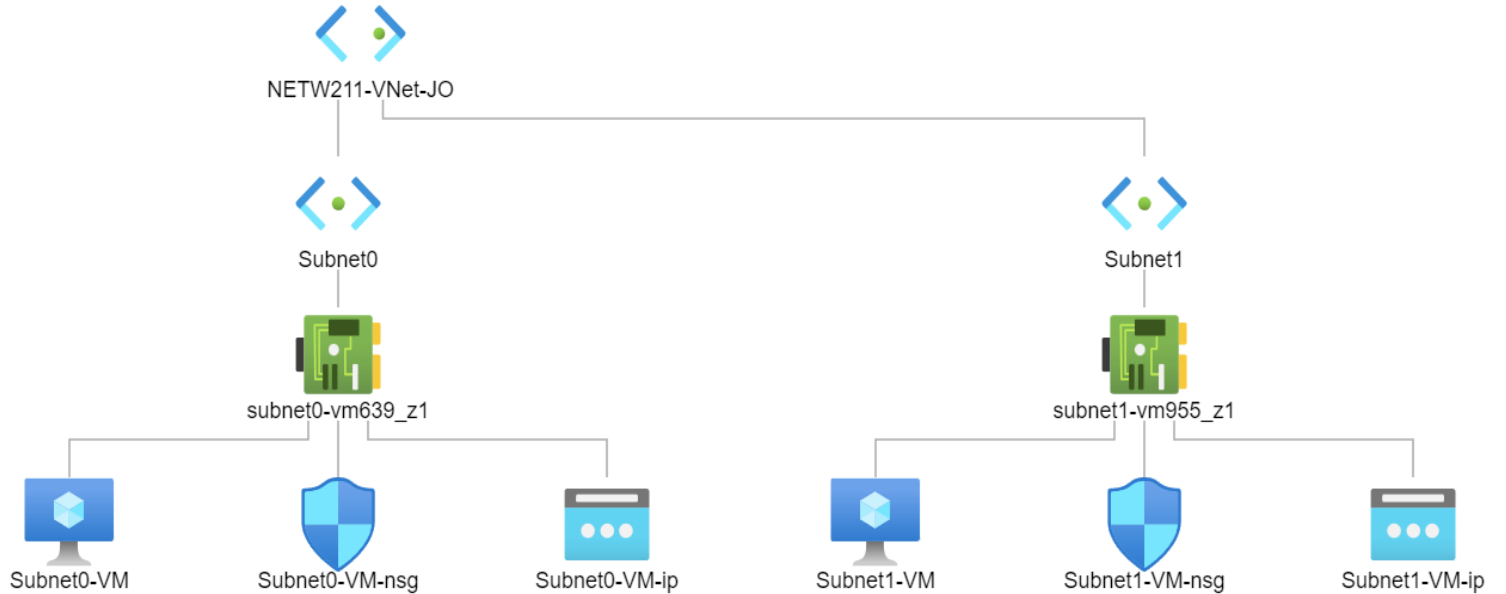 NETW211-VNet-JO
Subnet0
Subnet1
subnet0-vm639_z1
subnet1-vm955_z1
Subnet0-VM
Subnet0-VM-nsg
Subnet0-VM-ip
Subnet1-VM
Subnet1-VM-nsg
Subnet1-VM-ip